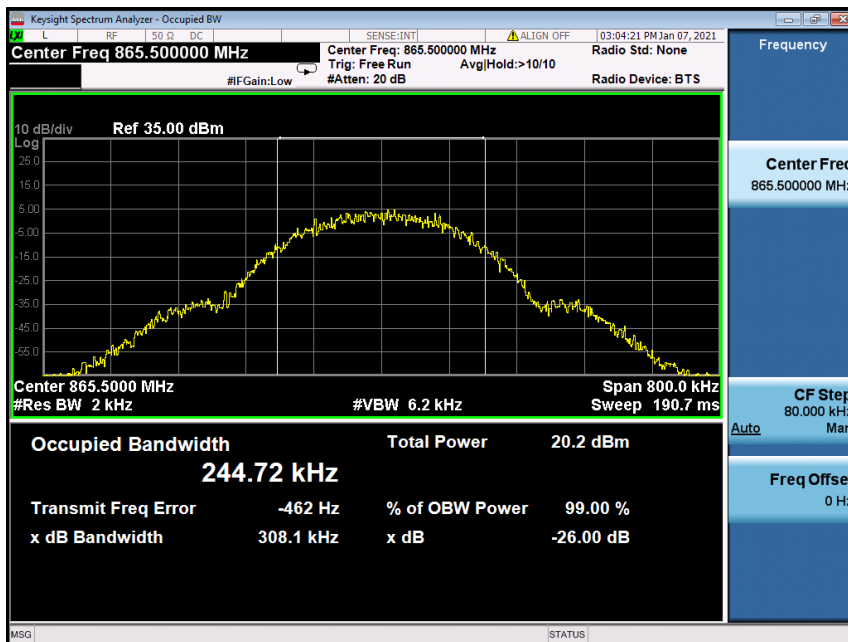 Keysight Spectrum Analyzer - Occupied BW
LXI L RF 50 Ω DC SENSE:INT ALIGN OFF 03:04:21 PM Jan 07, 2021
Center Freq 865.500000 MHz
#IFGain:Low
Center Freq: 865.500000 MHz
Trig: Free Run Avg|Hold:>10/10
#Atten: 20 dB
Radio Std: None
Radio Device: BTS
10 dB/div Ref 35.00 dBm
Log
25.0
15.0
5.00
-5.00
-15.0
-25.0
-35.0
-45.0
-55.0
Center 865.5000 MHz Span 800.0 kHz
#Res BW 2 kHz #VBW 6.2 kHz Sweep 190.7 ms
Occupied Bandwidth Total Power 20.2 dBm
244.72 kHz
Transmit Freq Error -462 Hz % of OBW Power 99.00 %
x dB Bandwidth 308.1 kHz x dB -26.00 dB
MSG STATUS
Frequency
Center Freq
865.500000 MHz
CF Step
80.000 kHz
Auto Man
Freq Offse
0 Hz